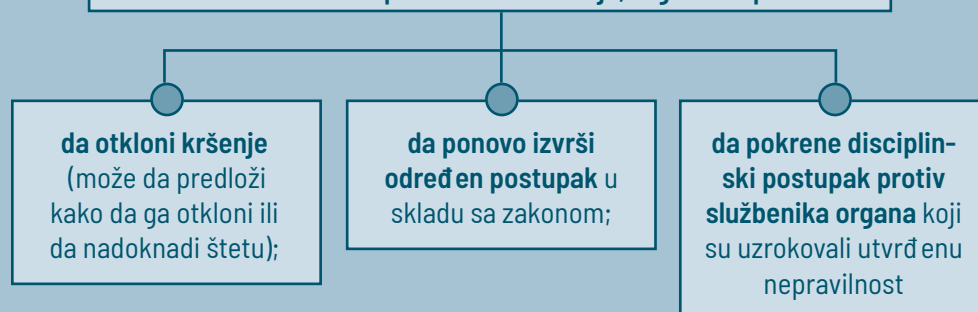 da otkloni kršenje
(može da predloži
kako da ga otkloni ili
da nadoknadi štetu);
da ponovo izvrši
određen postupak u
skladu sa zakonom;
da pokrene disciplin-
ski postupak protiv
službenika organa koji
su uzrokovali utvrđenu
nepravilnost